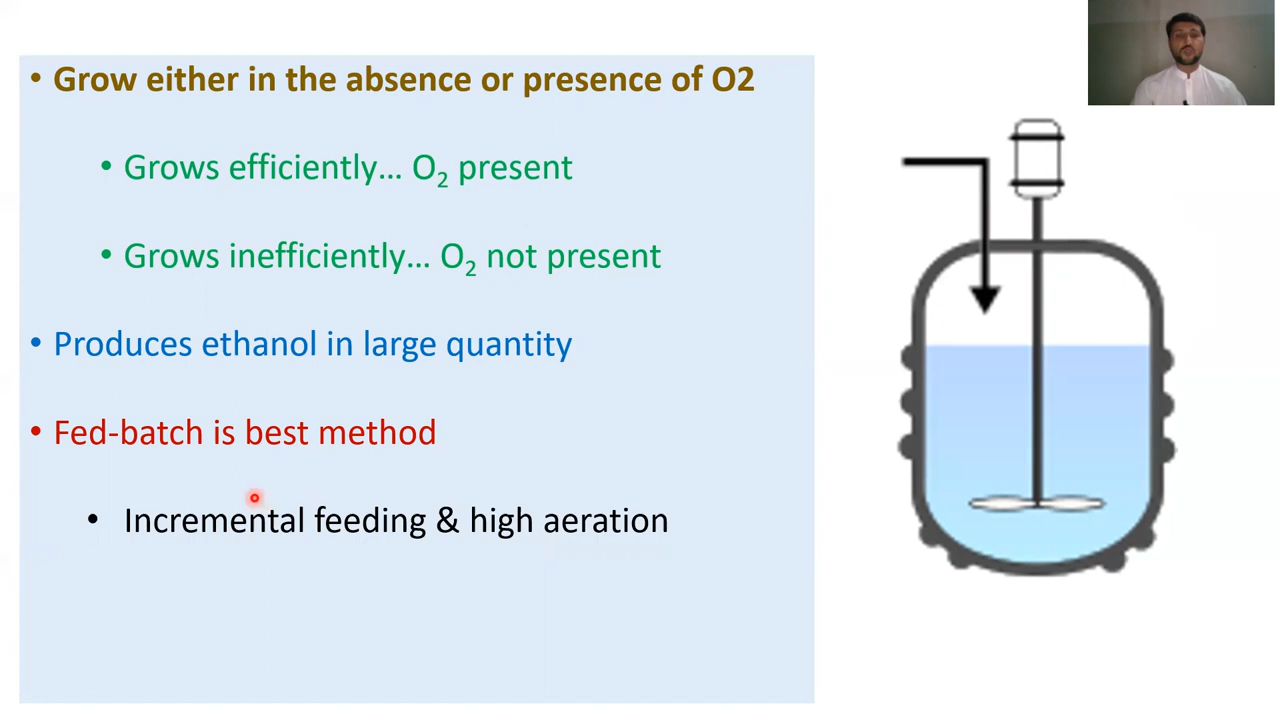 • Grow either in the absence or presence of O2
• Grows efficiently... O₂ present
• Grows inefficiently... O₂ not present
• Produces ethanol in large quantity
• Fed-batch is best method
• Incremental feeding & high aeration